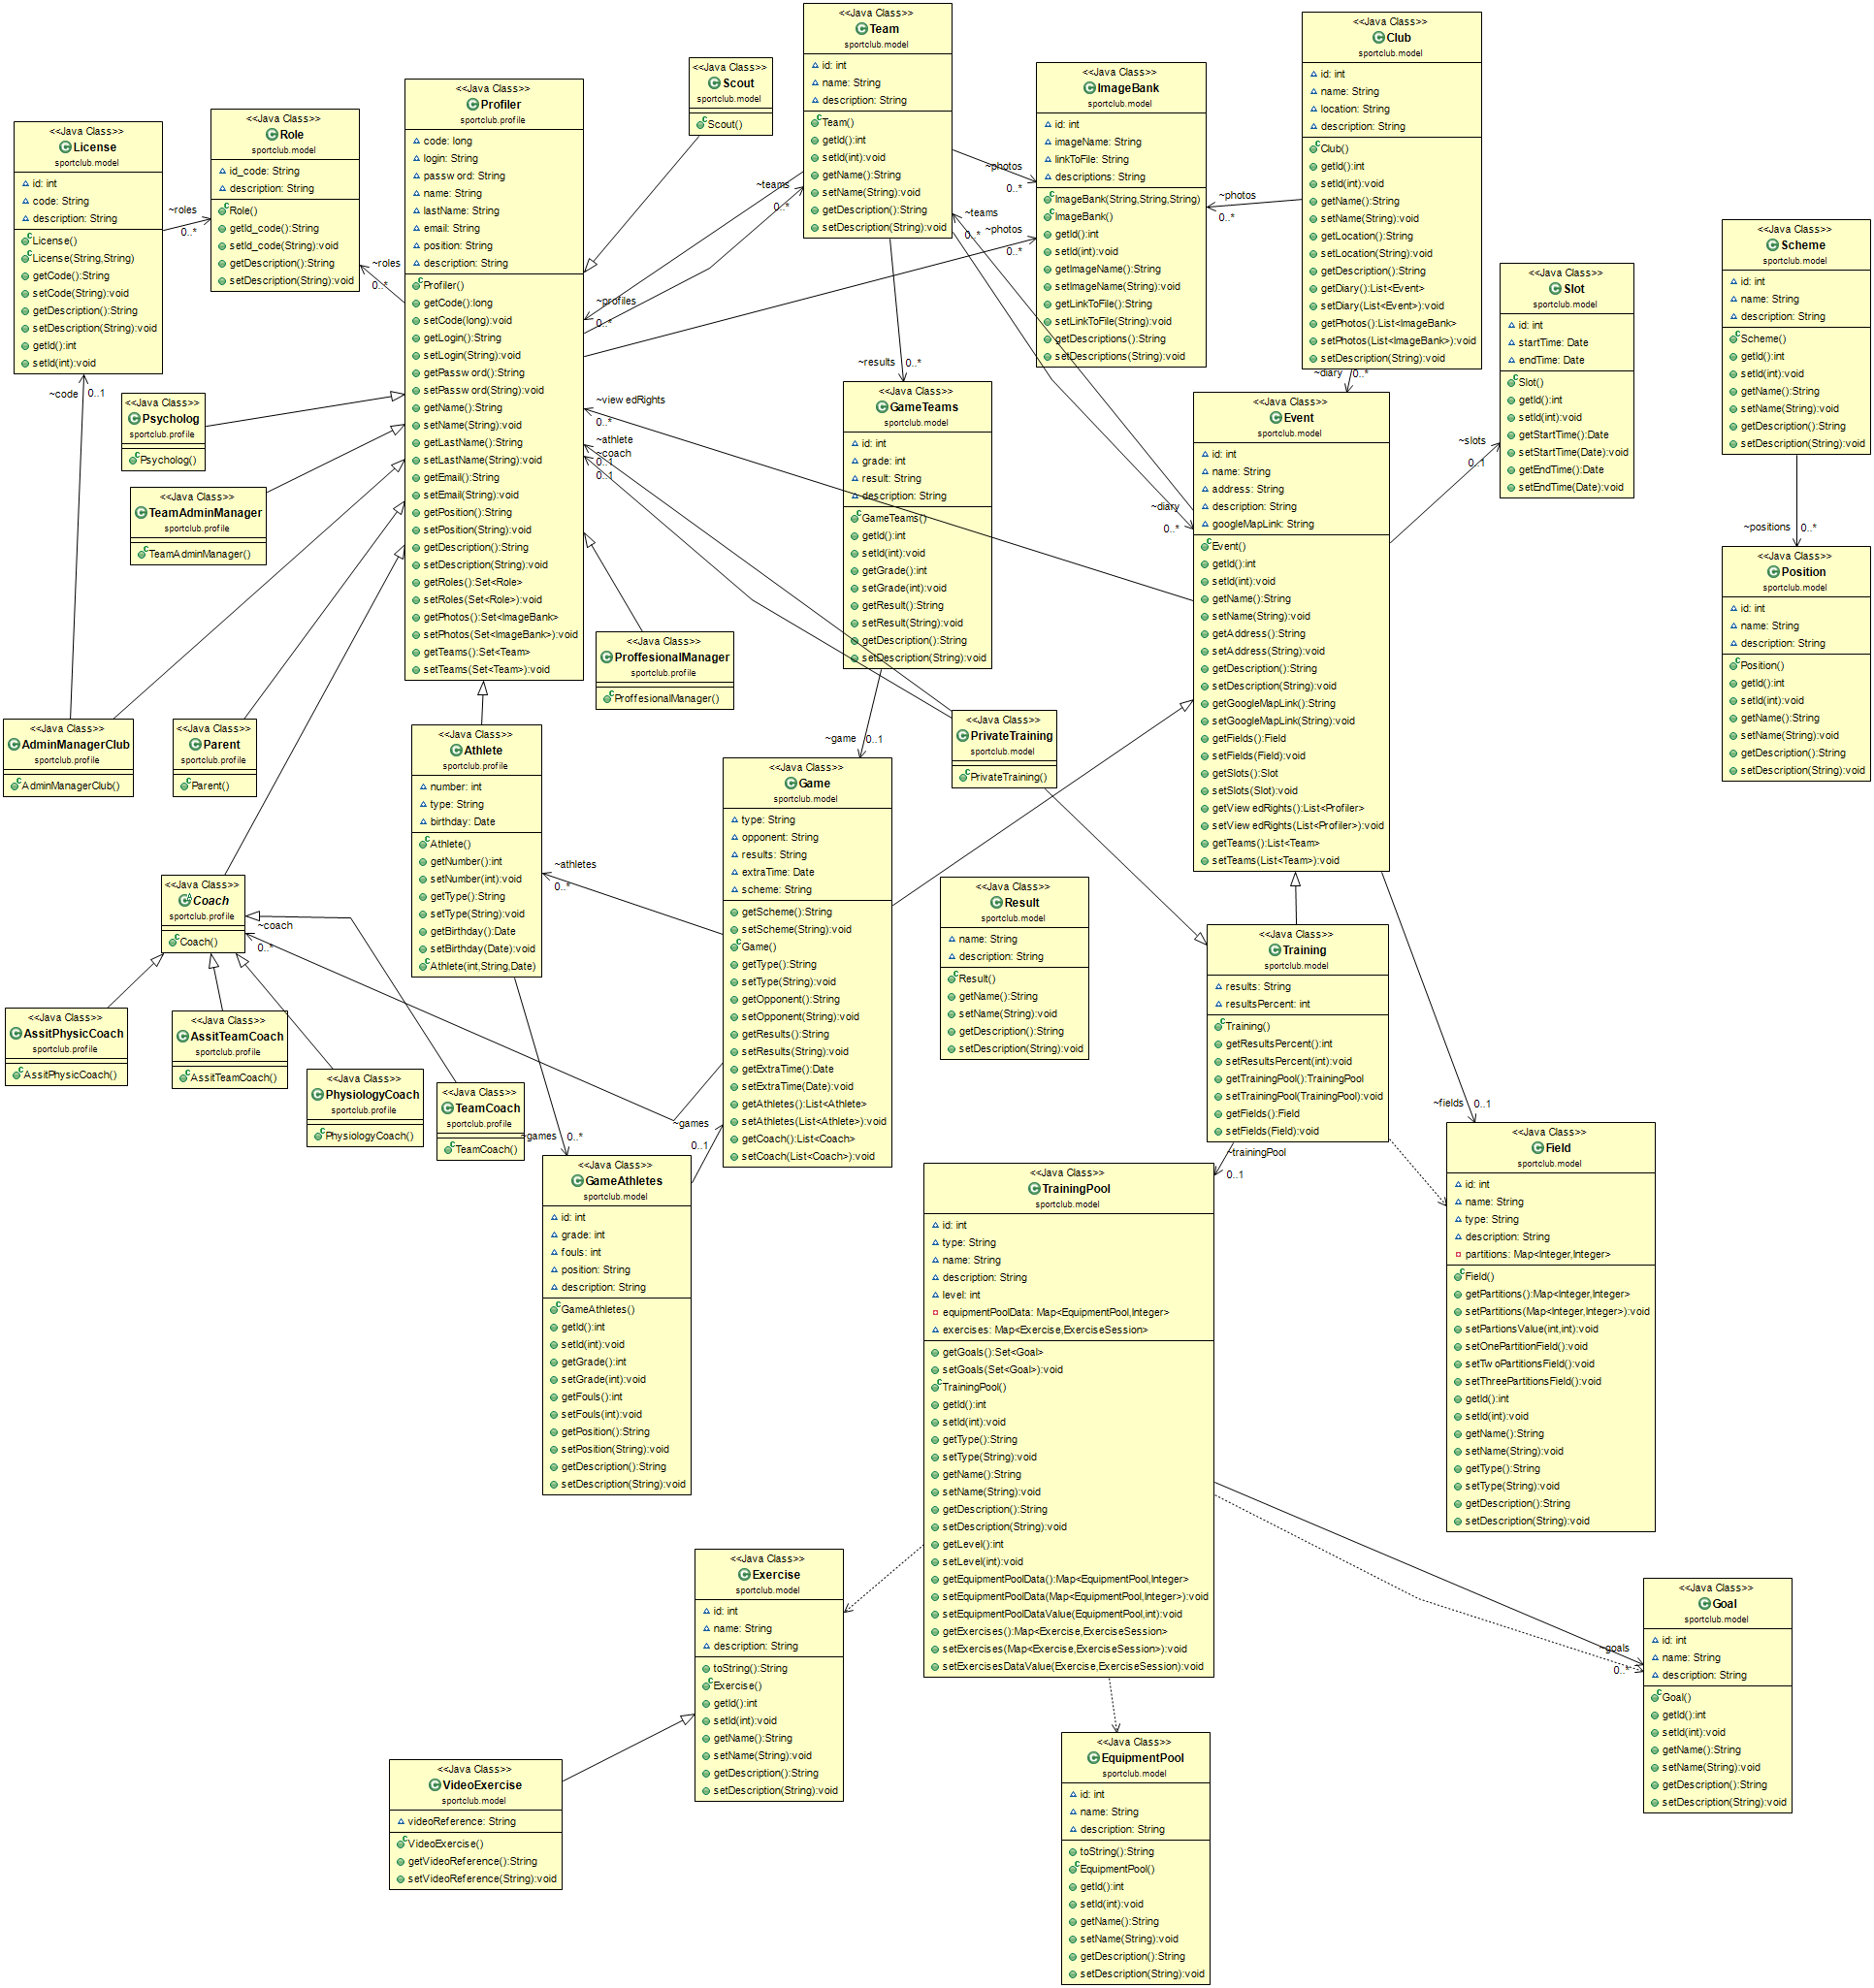 <<Java Class>>
Team
sportclub.model
id: int
name: String
description: String
Team()
getId():int
setId(int):void
getName():String
setName(String):void
getDescription():String
setDescription(String):void
<<Java Class>>
Club
sportclub.model
id: int
name: String
location: String
description: String
Club()
getId():int
setId(int):void
getName():String
setName(String):void
getLocation():String
setLocation(String):void
getDescription():String
getDiary():List<Event>
setDiary(List<Event>):void
getPhotos():List<ImageBank>
setPhotos(List<ImageBank>):void
setDescription(String):void
<<Java Class>>
Scout
sportclub.model
Scout()
<<Java Class>>
ImageBank
sportclub.model
id: int
imageName: String
linkToFile: String
descriptions: String
ImageBank(String,String,String)
ImageBank()
getId():int
setId(int):void
getImageName():String
setImageName(String):void
getLinkToFile():String
setLinkToFile(String):void
getDescriptions():String
setDescriptions(String):void
<<Java Class>>
Profiler
sportclub.profile
code: long
login: String
password: String
name: String
lastName: String
email: String
position: String
description: String
Profiler()
getCode():long
setCode(long):void
getLogin():String
setLogin(String):void
getPassword():String
setPassword(String):void
getName():String
setName(String):void
getLastName():String
setLastName(String):void
getEmail():String
setEmail(String):void
getPosition():String
setPosition(String):void
getDescription():String
setDescription(String):void
getRoles():Set<Role>
setRoles(Set<Role>):void
getPhotos():Set<ImageBank>
setPhotos(Set<ImageBank>):void
getTeams():Set<Team>
setTeams(Set<Team>):void
<<Java Class>>
Role
sportclub.model
id_code: String
description: String
Role()
getId_code():String
setId_code(String):void
getDescription():String
setDescription(String):void
<<Java Class>>
License
sportclub.model
id: int
code: String
description: String
License()
License(String,String)
getCode():String
setCode(String):void
getDescription():String
setDescription(String):void
getId():int
setId(int):void
~roles
0..*
~roles
0..*
~teams
0..*
~photos
0..*
~photos
0..*
~teams
0..*
~photos
0..*
~profiles
0..*
~results
0..*
~diary
0..*
~code
0..1
~viewedRights
0..*
~athlete
0..1
~coach
0..1
~diary
0..*
~slots
0..1
~positions
0..*
<<Java Class>>
Scheme
sportclub.model
id: int
name: String
description: String
Scheme()
getId():int
setId(int):void
getName():String
setName(String):void
getDescription():String
setDescription(String):void
<<Java Class>>
Slot
sportclub.model
id: int
startTime: Date
endTime: Date
Slot()
getId():int
setId(int):void
getStartTime():Date
setStartTime(Date):void
getEndTime():Date
setEndTime(Date):void
<<Java Class>>
GameTeams
sportclub.model
id: int
grade: int
result: String
description: String
GameTeams()
getId():int
setId(int):void
getGrade():int
setGrade(int):void
getResult():String
setResult(String):void
getDescription():String
setDescription(String):void
<<Java Class>>
Event
sportclub.model
id: int
name: String
address: String
description: String
googleMapLink: String
Event()
getId():int
setId(int):void
getName():String
setName(String):void
getAddress():String
setAddress(String):void
getDescription():String
setDescription(String):void
getGoogleMapLink():String
setGoogleMapLink(String):void
getFields():Field
setFields(Field):void
getSlots():Slot
setSlots(Slot):void
getViewedRights():List<Profiler>
setViewedRights(List<Profiler>):void
getTeams():List<Team>
setTeams(List<Team>):void
<<Java Class>>
Psycholog
sportclub.profile
Psycholog()
<<Java Class>>
TeamAdminManager
sportclub.profile
TeamAdminManager()
<<Java Class>>
Position
sportclub.model
id: int
name: String
description: String
Position()
getId():int
setId(int):void
getName():String
setName(String):void
getDescription():String
setDescription(String):void
<<Java Class>>
ProffesionalManager
sportclub.profile
ProffesionalManager()
<<Java Class>>
AdminManagerClub
sportclub.profile
AdminManagerClub()
<<Java Class>>
Parent
sportclub.profile
Parent()
<<Java Class>>
Athlete
sportclub.profile
number: int
type: String
birthday: Date
Athlete()
getNumber():int
setNumber(int):void
getType():String
setType(String):void
getBirthday():Date
setBirthday(Date):void
Athlete(int,String,Date)
<<Java Class>>
PrivateTraining
sportclub.model
PrivateTraining()
~game
0..1
<<Java Class>>
Game
sportclub.model
type: String
opponent: String
results: String
extraTime: Date
scheme: String
getScheme():String
setScheme(String):void
Game()
getType():String
setType(String):void
getOpponent():String
setOpponent(String):void
getResults():String
setResults(String):void
getExtraTime():Date
setExtraTime(Date):void
getAthletes():List<Athlete>
setAthletes(List<Athlete>):void
getCoach():List<Coach>
setCoach(List<Coach>):void
~athletes
0..*
<<Java Class>>
Coach
sportclub.profile
Coach()
~coach
0..*
<<Java Class>>
Result
sportclub.model
name: String
description: String
Result()
getName():String
setName(String):void
getDescription():String
setDescription(String):void
<<Java Class>>
Training
sportclub.model
results: String
resultsPercent: int
Training()
getResultsPercent():int
setResultsPercent(int):void
getTrainingPool():TrainingPool
setTrainingPool(TrainingPool):void
getFields():Field
setFields(Field):void
<<Java Class>>
AssitPhysicCoach
sportclub.profile
AssitPhysicCoach()
<<Java Class>>
AssitTeamCoach
sportclub.profile
AssitTeamCoach()
<<Java Class>>
PhysiologyCoach
sportclub.profile
PhysiologyCoach()
<<Java Class>>
TeamCoach
sportclub.profile
TeamCoach()
~games
0..*
~games
0..1
~fields
0..1
~trainingPool
0..1
<<Java Class>>
Field
sportclub.model
id: int
name: String
type: String
description: String
partitions: Map<Integer,Integer>
Field()
getPartitions():Map<Integer,Integer>
setPartitions(Map<Integer,Integer>):void
setPartionsValue(int,int):void
setOnePartitionField():void
setTwoPartitionsField():void
setThreePartitionsField():void
getId():int
setId(int):void
getName():String
setName(String):void
getType():String
setType(String):void
getDescription():String
setDescription(String):void
<<Java Class>>
GameAthletes
sportclub.model
id: int
grade: int
fouls: int
position: String
description: String
GameAthletes()
getId():int
setId(int):void
getGrade():int
setGrade(int):void
getFouls():int
setFouls(int):void
getPosition():String
setPosition(String):void
getDescription():String
setDescription(String):void
<<Java Class>>
TrainingPool
sportclub.model
id: int
type: String
name: String
description: String
level: int
equipmentPoolData: Map<EquipmentPool,Integer>
exercises: Map<Exercise,ExerciseSession>
getGoals():Set<Goal>
setGoals(Set<Goal>):void
TrainingPool()
getId():int
setId(int):void
getType():String
setType(String):void
getName():String
setName(String):void
getDescription():String
setDescription(String):void
getLevel():int
setLevel(int):void
getEquipmentPoolData():Map<EquipmentPool,Integer>
setEquipmentPoolData(Map<EquipmentPool,Integer>):void
setEquipmentPoolDataValue(EquipmentPool,int):void
getExercises():Map<Exercise,ExerciseSession>
setExercises(Map<Exercise,ExerciseSession>):void
setExercisesDataValue(Exercise,ExerciseSession):void
<<Java Class>>
Exercise
sportclub.model
id: int
name: String
description: String
toString():String
Exercise()
getId():int
setId(int):void
getName():String
setName(String):void
getDescription():String
setDescription(String):void
~goals
0..*
<<Java Class>>
Goal
sportclub.model
id: int
name: String
description: String
Goal()
getId():int
setId(int):void
getName():String
setName(String):void
getDescription():String
setDescription(String):void
<<Java Class>>
VideoExercise
sportclub.model
videoReference: String
VideoExercise()
getVideoReference():String
setVideoReference(String):void
<<Java Class>>
EquipmentPool
sportclub.model
id: int
name: String
description: String
toString():String
EquipmentPool()
getId():int
setId(int):void
getName():String
setName(String):void
getDescription():String
setDescription(String):void